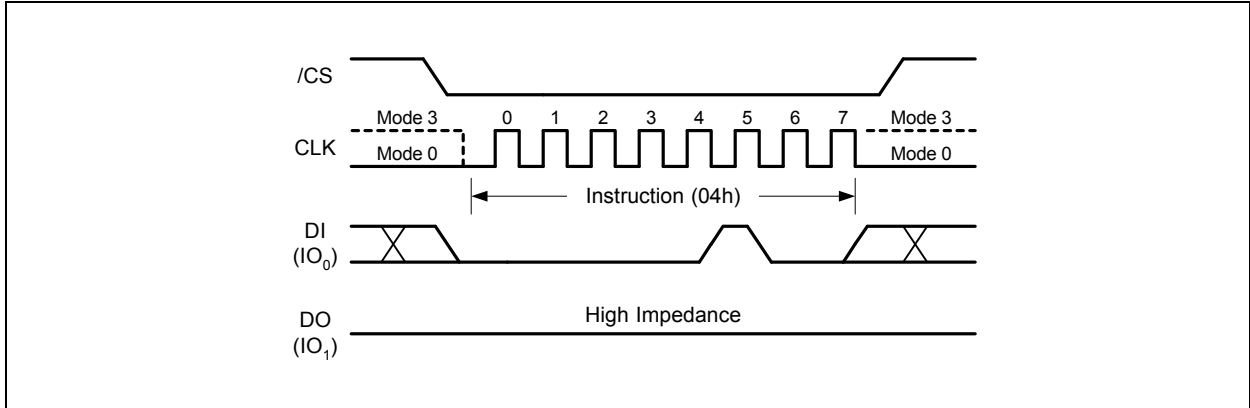 /CS
Mode 3 0 1 2 3 4 5 6 7 Mode 3
CLK
Mode 0 Mode 0
Instruction (04h)
DI
(IO0)
High Impedance
DO
(IO1)